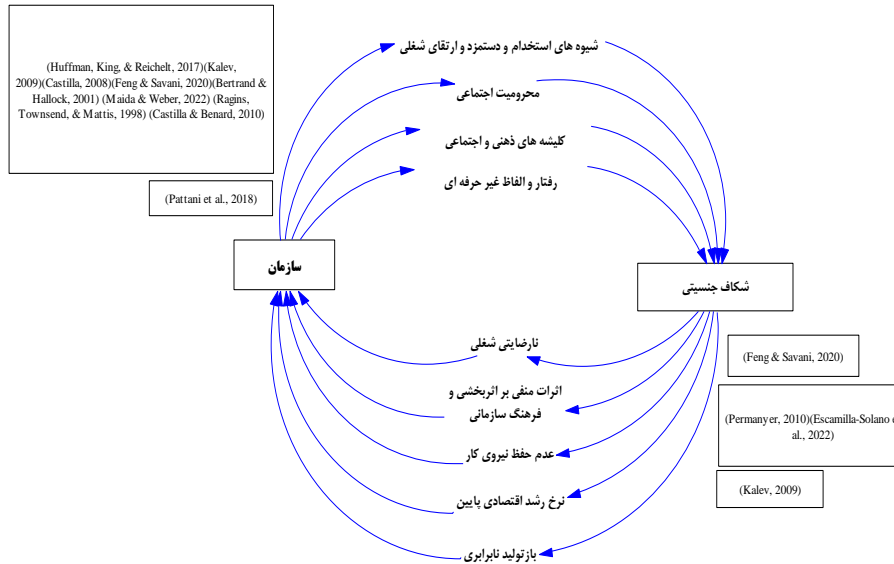 (Huffman, King, & Reichelt, 2017)(Kalev,
2009)(Castilla, 2008)(Feng & Savani, 2020)(Bertrand &
Hallock, 2001) (Maida & Weber, 2022) (Ragins,
Townsend, & Mattis, 1998) (Castilla & Benard, 2010)
(Pattani et al., 2018)
شیوه های استخدام و دستمزد و ارتقای شغلی
محرومیت اجتماعی
کلیشه های ذهنی و اجتماعی
رفتار و الفاظ غیر حرفه ای
سازمان
شکاف جنسیتی
نارضایتی شغلی
اثرات منفی بر اثربخشی و
فرهنگ سازمانی
عدم حفظ نیروی کار
نرخ رشد اقتصادی پایین
بازتولید نابرابری
(Feng & Savani, 2020)
(Permanyer, 2010)(Escamilla-Solano e
al., 2022)
(Kalev, 2009)